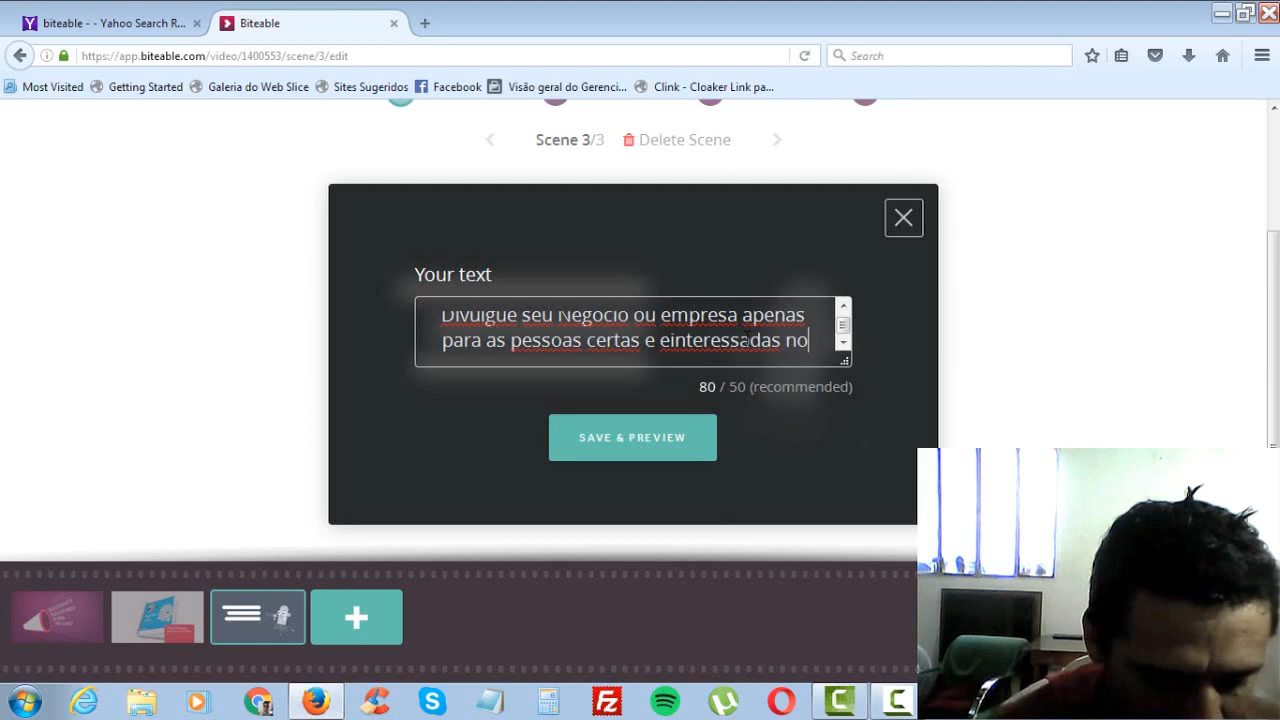 biteable - - Yahoo Search R...
Biteable
https://app.biteable.com/video/1400553/scene/3/edit
Search
Most Visited
Getting Started
Galeria do Web Slice
Sites Sugeridos
Facebook
Visão geral do Gerenci...
Clink - Cloaker Link pa...
Scene 3/3
Delete Scene
Your text
Divulgue seu Negocio ou empresa apenas
para as pessoas certas e einteressadas no
80 / 50 (recommended)
SAVE & PREVIEW